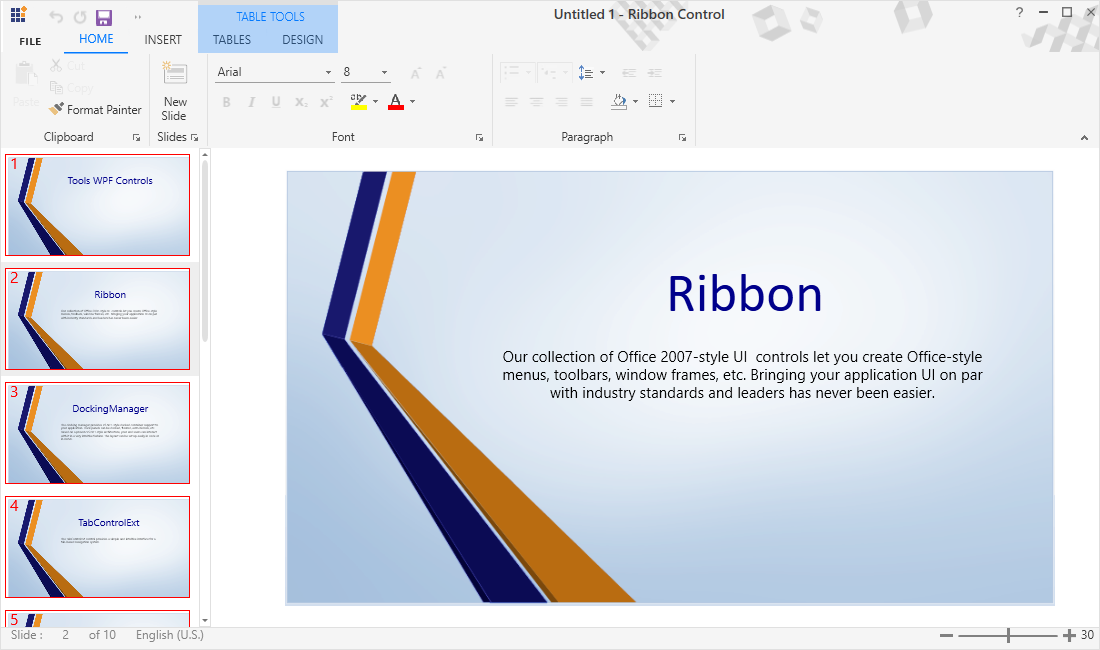 Untitled 1 - Ribbon Control
?
TABLE TOOLS
FILE
HOME
INSERT
TABLES
DESIGN
Paste
Cut
Copy
Format Painter
Clipboard
New
Slide
Slides
Arial
8
A A
B I U X₂ X²
A
Font
Paragraph
1
Tools WPF Controls
2
Ribbon
3
DockingManager
4
TabControlExt
5
Ribbon
Our collection of Office 2007-style UI  controls let you create Office-style
menus, toolbars, window frames, etc. Bringing your application UI on par
with industry standards and leaders has never been easier.
Slide : 2 of 10 English (U.S.)
30